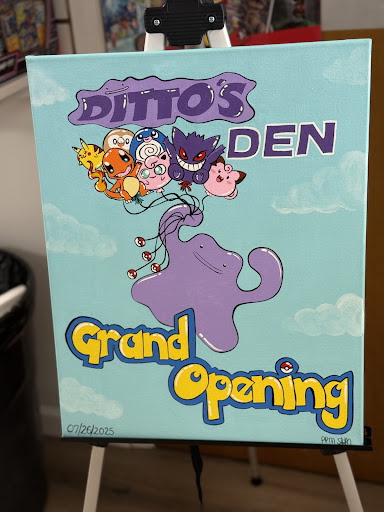 DITTO'S
DEN
Grand
Opening
07/26/2025